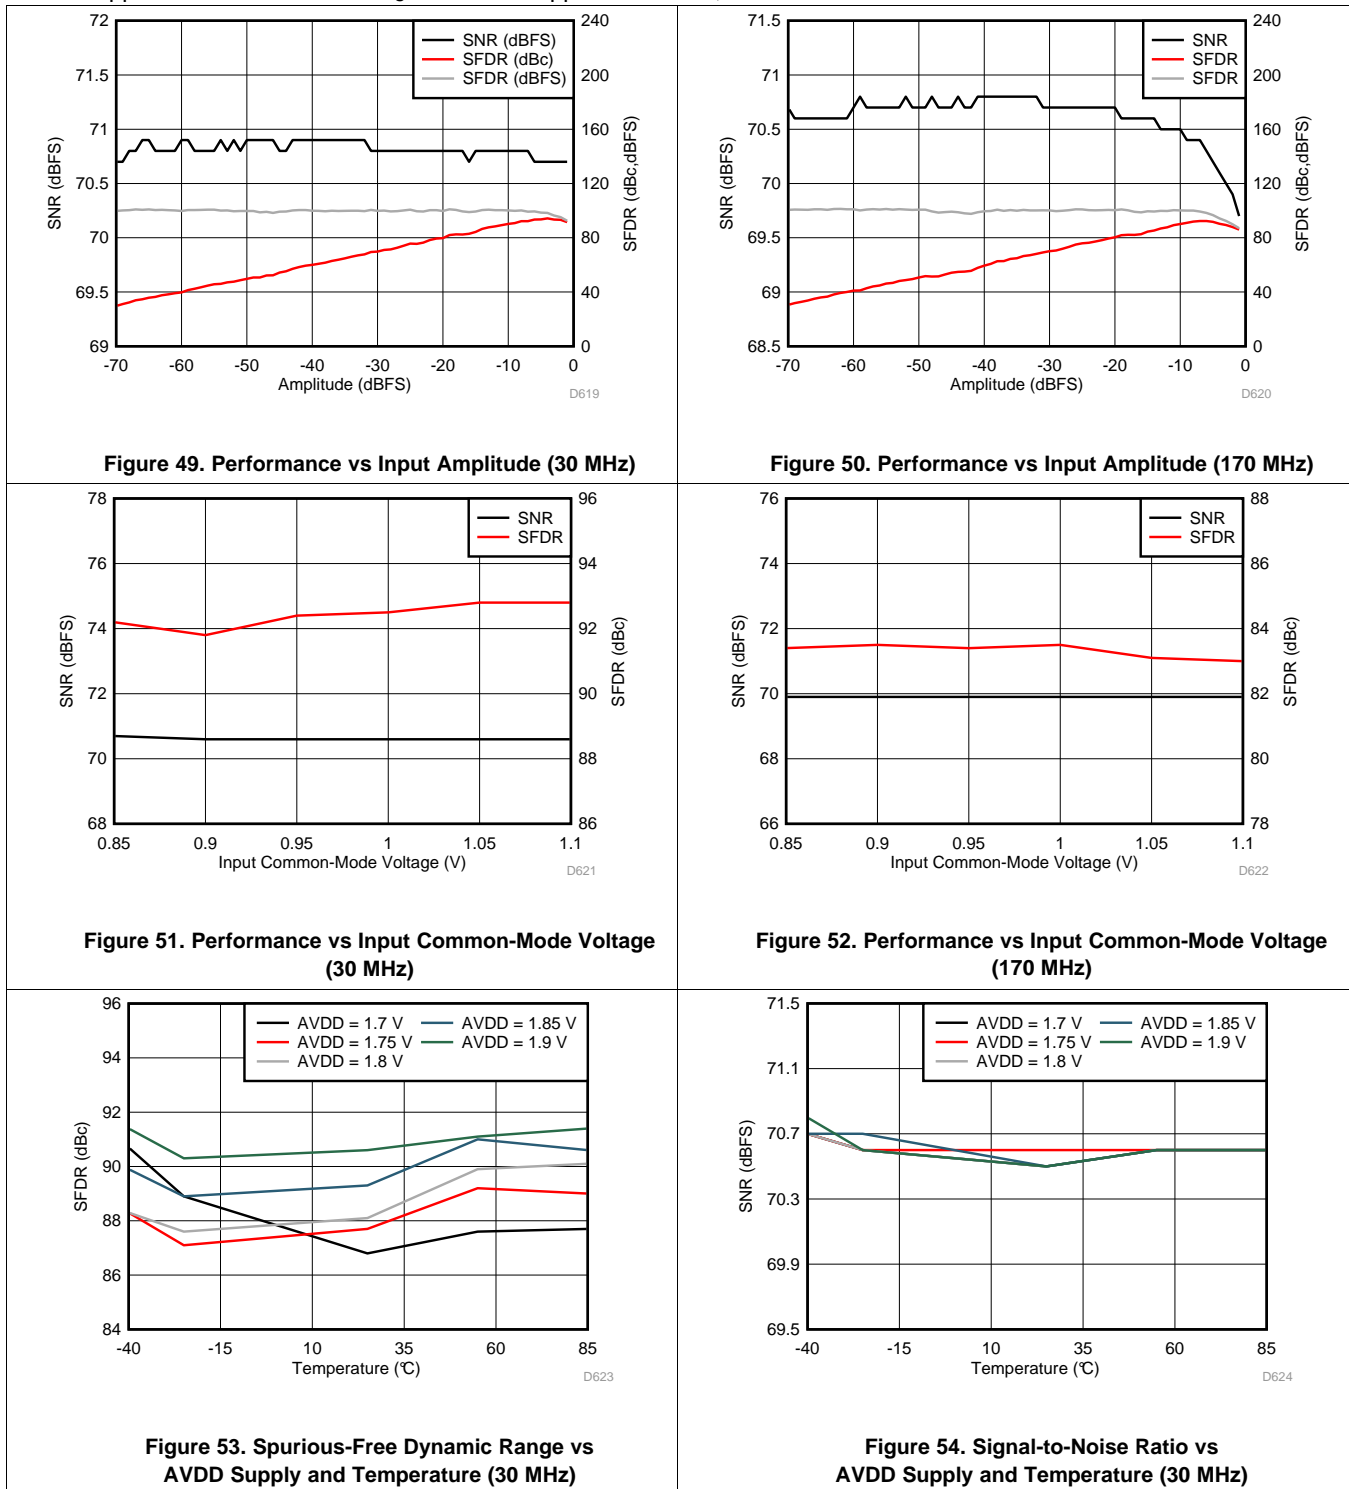 72
71.5
71
70.5
70
69.5
69
240
200
160
120
80
40
0
-70 -60 -50 -40 -30 -20 -10 0
SNR (dBFS)
SFDR (dBc,dBFS)
Amplitude (dBFS)
SNR (dBFS)
SFDR (dBc)
SFDR (dBFS)
D619
Figure 49. Performance vs Input Amplitude (30 MHz)
71.5
71
70.5
70
69.5
69
68.5
240
200
160
120
80
40
0
-70 -60 -50 -40 -30 -20 -10 0
SNR (dBFS)
SFDR (dBc,dBFS)
Amplitude (dBFS)
SNR
SFDR
SFDR
D620
Figure 50. Performance vs Input Amplitude (170 MHz)
78
76
74
72
70
68
96
94
92
90
88
86
0.85 0.9 0.95 1 1.05 1.1
SNR (dBFS)
SFDR (dBc)
Input Common-Mode Voltage (V)
SNR
SFDR
D621
Figure 51. Performance vs Input Common-Mode Voltage
(30 MHz)
76
74
72
70
68
66
88
86
84
82
80
78
0.85 0.9 0.95 1 1.05 1.1
SNR (dBFS)
SFDR (dBc)
Input Common-Mode Voltage (V)
SNR
SFDR
D622
Figure 52. Performance vs Input Common-Mode Voltage
(170 MHz)
96
94
92
90
88
86
84
-40 -15 10 35 60 85
SFDR (dBc)
Temperature (°C)
AVDD = 1.7 V
AVDD = 1.75 V
AVDD = 1.8 V
AVDD = 1.85 V
AVDD = 1.9 V
D623
Figure 53. Spurious-Free Dynamic Range vs
AVDD Supply and Temperature (30 MHz)
71.5
71.1
70.7
70.3
69.9
69.5
-40 -15 10 35 60 85
SNR (dBFS)
Temperature (°C)
AVDD = 1.7 V
AVDD = 1.75 V
AVDD = 1.8 V
AVDD = 1.85 V
AVDD = 1.9 V
D624
Figure 54. Signal-to-Noise Ratio vs
AVDD Supply and Temperature (30 MHz)